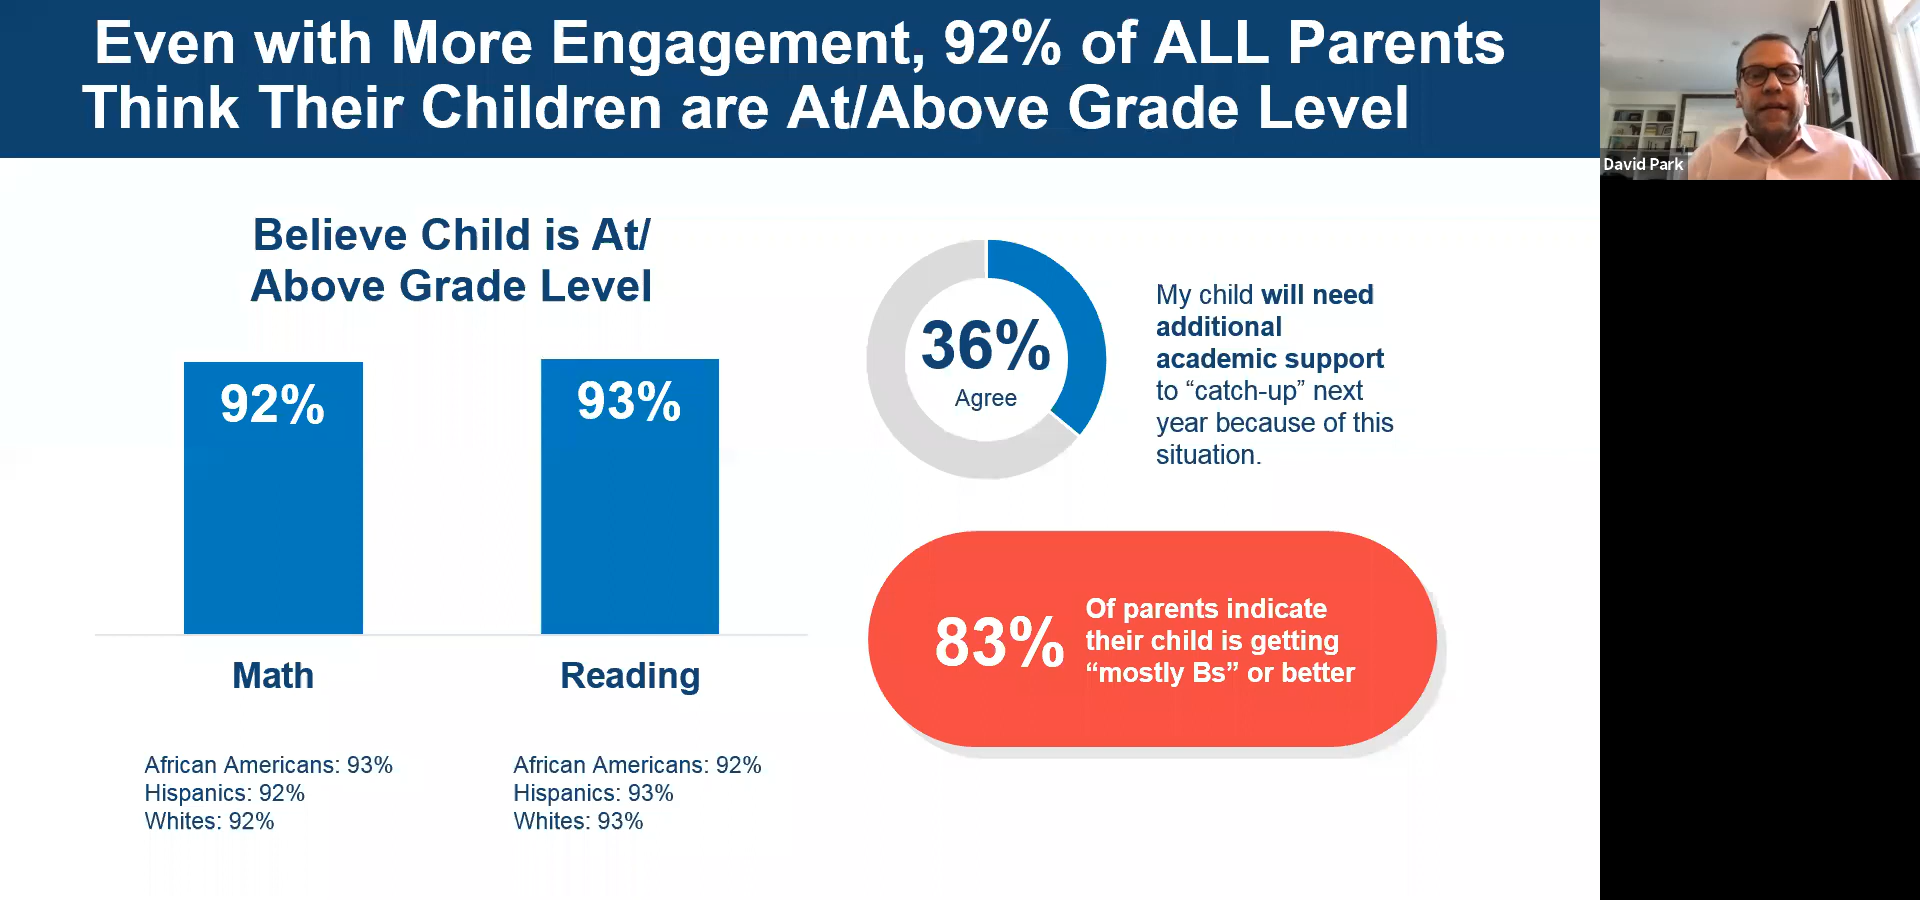 Even with More Engagement, 92% of ALL Parents
Think Their Children are At/Above Grade Level
David Park
Believe Child is At/
Above Grade Level
92%
93%
Math
Reading
African Americans: 93%
Hispanics: 92%
Whites: 92%
African Americans: 92%
Hispanics: 93%
Whites: 93%
36%
Agree
My child will need
additional
academic support
to “catch-up” next
year because of this
situation.
83%
Of parents indicate
their child is getting
“mostly Bs” or better